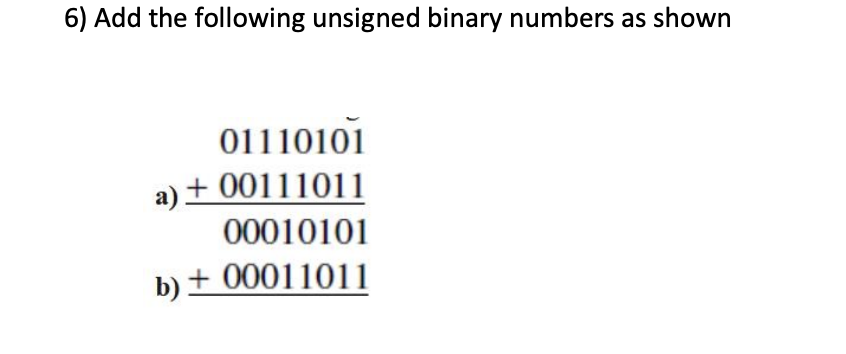 6) Add the following unsigned binary numbers as shown
01110101
a) + 00111011
00010101
b) + 00011011